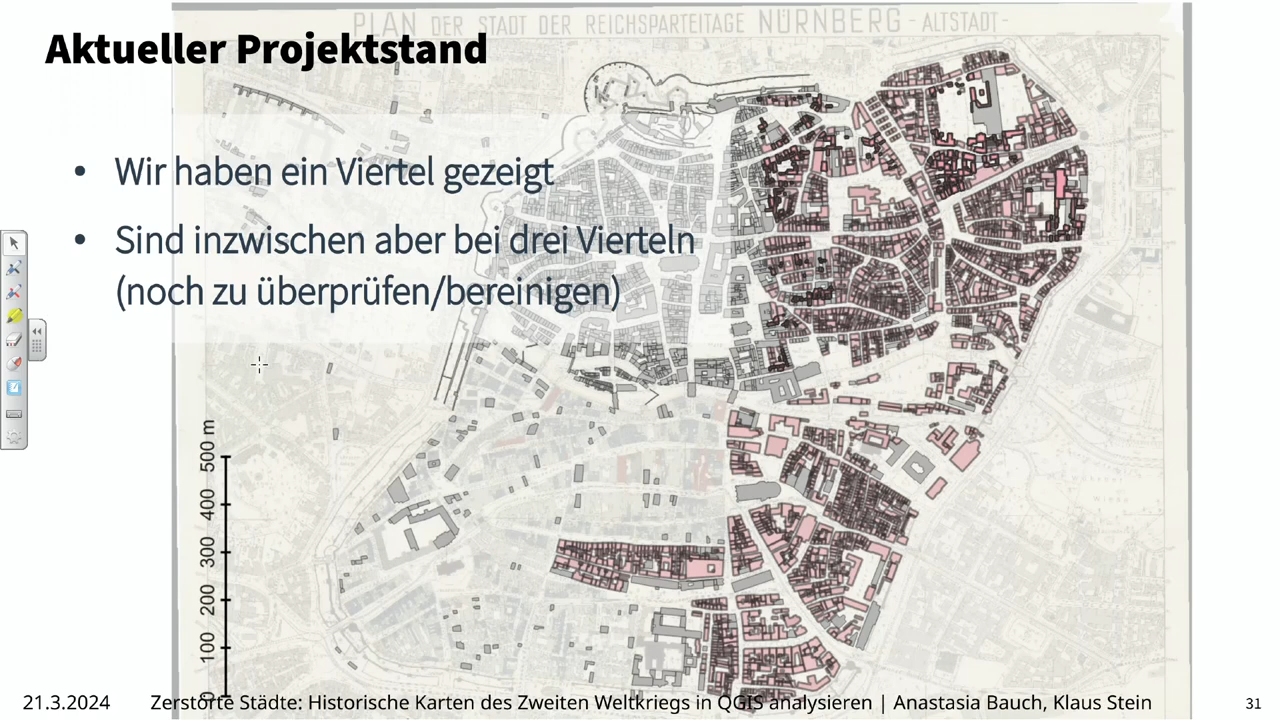 PLAN DER STADT DER REICHSPARTEITAGE NÜRNBERG - ALTSTADT -
Aktueller Projektstand
• Wir haben ein Viertel gezeigt
• Sind inzwischen aber bei drei Vierteln
(noch zu überprüfen/bereinigen)
500 m
400
300
200
100
0
21.3.2024 Zerstörte Städte: Historische Karten des Zweiten Weltkriegs in QGIS analysieren | Anastasia Bauch, Klaus Stein 31